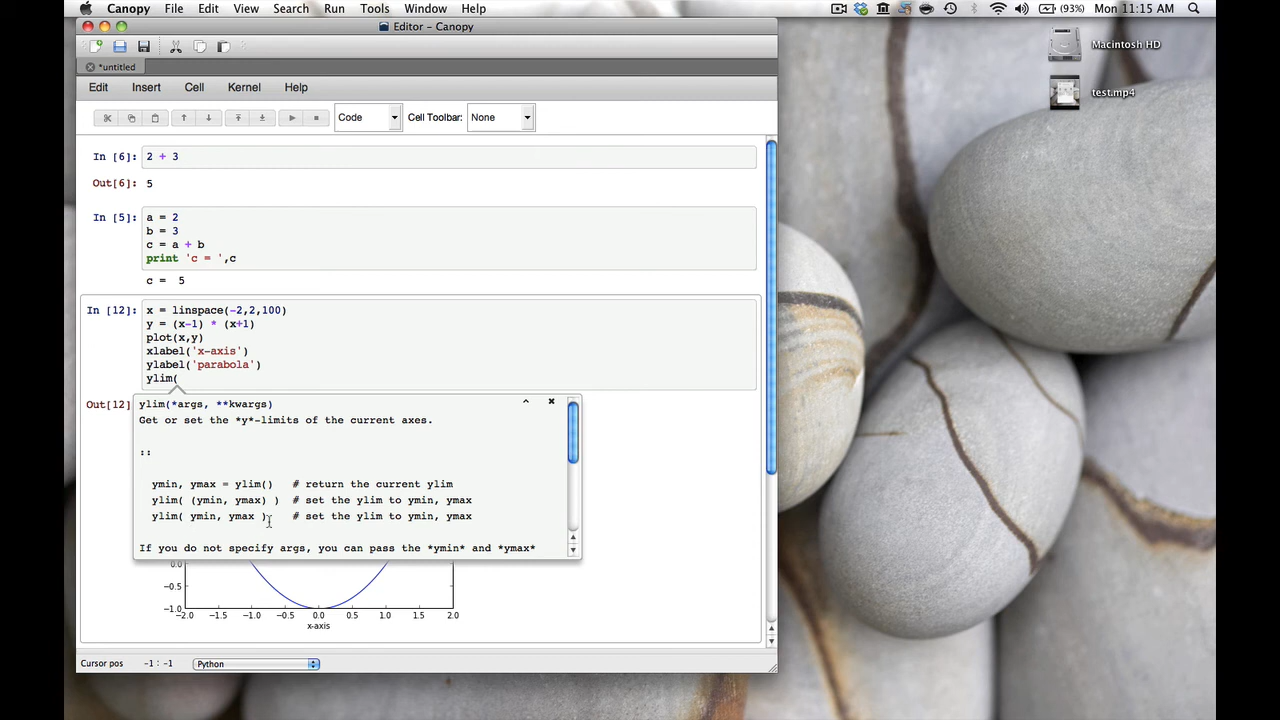 Canopy File Edit View Search Run Tools Window Help (93%) Mon 11:15 AM
Editor - Canopy
*untitled
Edit Insert Cell Kernel Help
Code Cell Toolbar: None
In [6]: 2 + 3
Out[6]: 5
In [5]: a = 2
b = 3
c = a + b
print 'c = ',c
c =  5
In [12]: x = linspace(-2,2,100)
y = (x-1) * (x+1)
plot(x,y)
xlabel('x-axis')
ylabel('parabola')
ylim(
Out[12]
ylim(*args, **kwargs)
Get or set the *y*-limits of the current axes.
::
ymin, ymax = ylim()   # return the current ylim
ylim( (ymin, ymax) )  # set the ylim to ymin, ymax
ylim( ymin, ymax )    # set the ylim to ymin, ymax
If you do not specify args, you can pass the *ymin* and *ymax*
0.0
−0.5
−1.0
−2.0 −1.5 −1.0 −0.5 0.0 0.5 1.0 1.5 2.0
x-axis
Cursor pos -1 : -1 Python
Macintosh HD
test.mp4